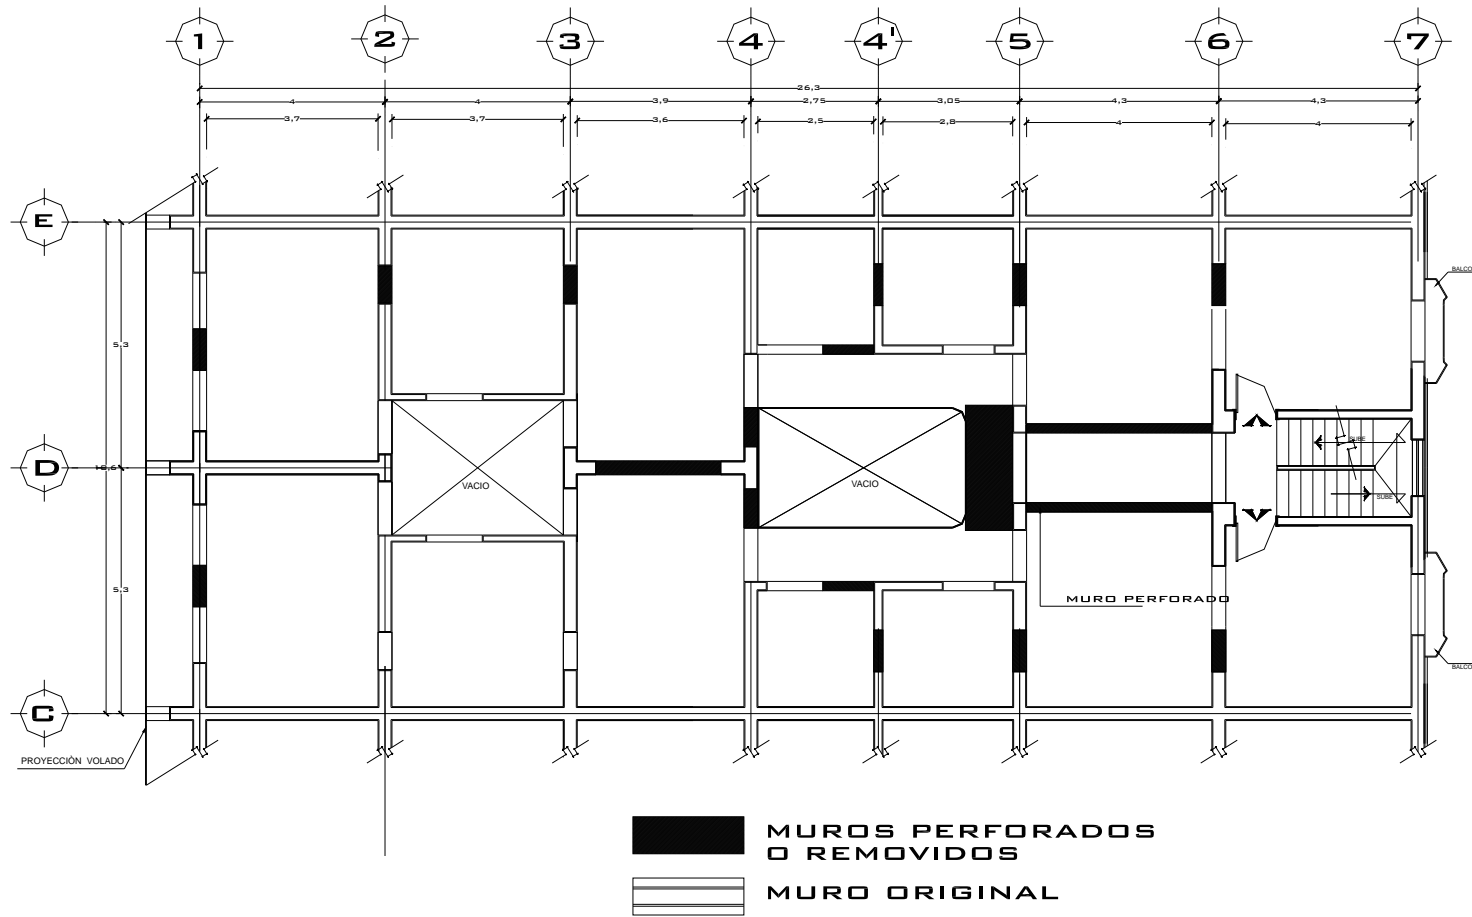 1 2 3 4 4' 5 6 7
26,3
4 4 3,9 2,75 3,05 4,3 4,3
3,7 3,7 3,6 2,5 2,8 4 4
E
BALCO
5,3
D
SUBE
VACIO
VACIO
SUBE
5,3
MURO PERFORADO
BALCO
C
PROYECCIÒN VOLADO
MUROS PERFORADOS
O REMOVIDOS
MURO ORIGINAL